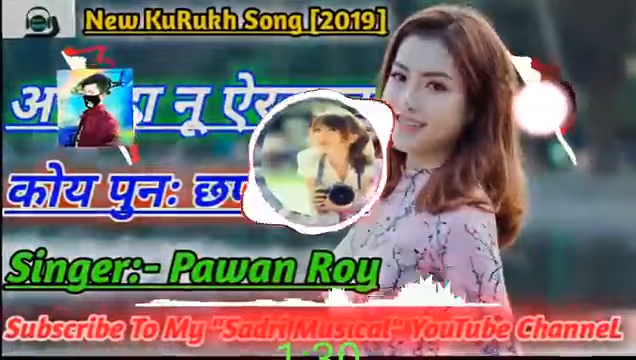 New KuRukh Song [2019]
नू
कोय पुन:
Singer:- Pawan Roy
Subscribe To My "Sadri Musical" YouTube ChanneL
1:30